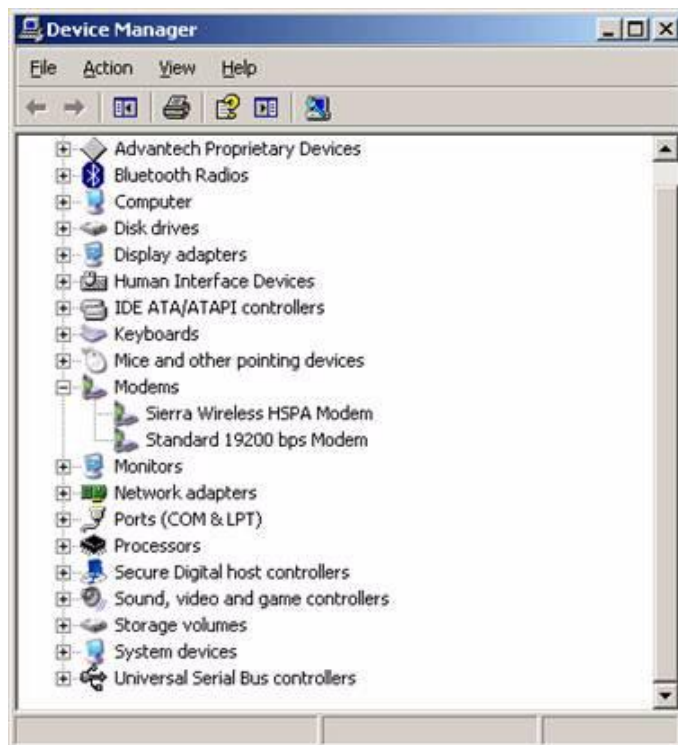 Device Manager
File Action View Help
Advantech Proprietary Devices
Bluetooth Radios
Computer
Disk drives
Display adapters
Human Interface Devices
IDE ATA/ATAPI controllers
Keyboards
Mice and other pointing devices
Modems
Sierra Wireless HSPA Modem
Standard 19200 bps Modem
Monitors
Network adapters
Ports (COM & LPT)
Processors
Secure Digital host controllers
Sound, video and game controllers
Storage volumes
System devices
Universal Serial Bus controllers